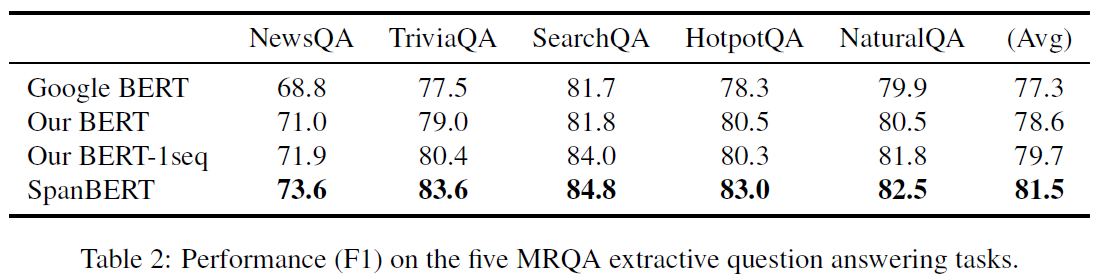 NewsQA TriviaQA SearchQA HotpotQA NaturalQA (Avg)
Google BERT 68.8 77.5 81.7 78.3 79.9 77.3
Our BERT 71.0 79.0 81.8 80.5 80.5 78.6
Our BERT-1seq 71.9 80.4 84.0 80.3 81.8 79.7
SpanBERT 73.6 83.6 84.8 83.0 82.5 81.5
Table 2: Performance (F1) on the five MRQA extractive question answering tasks.